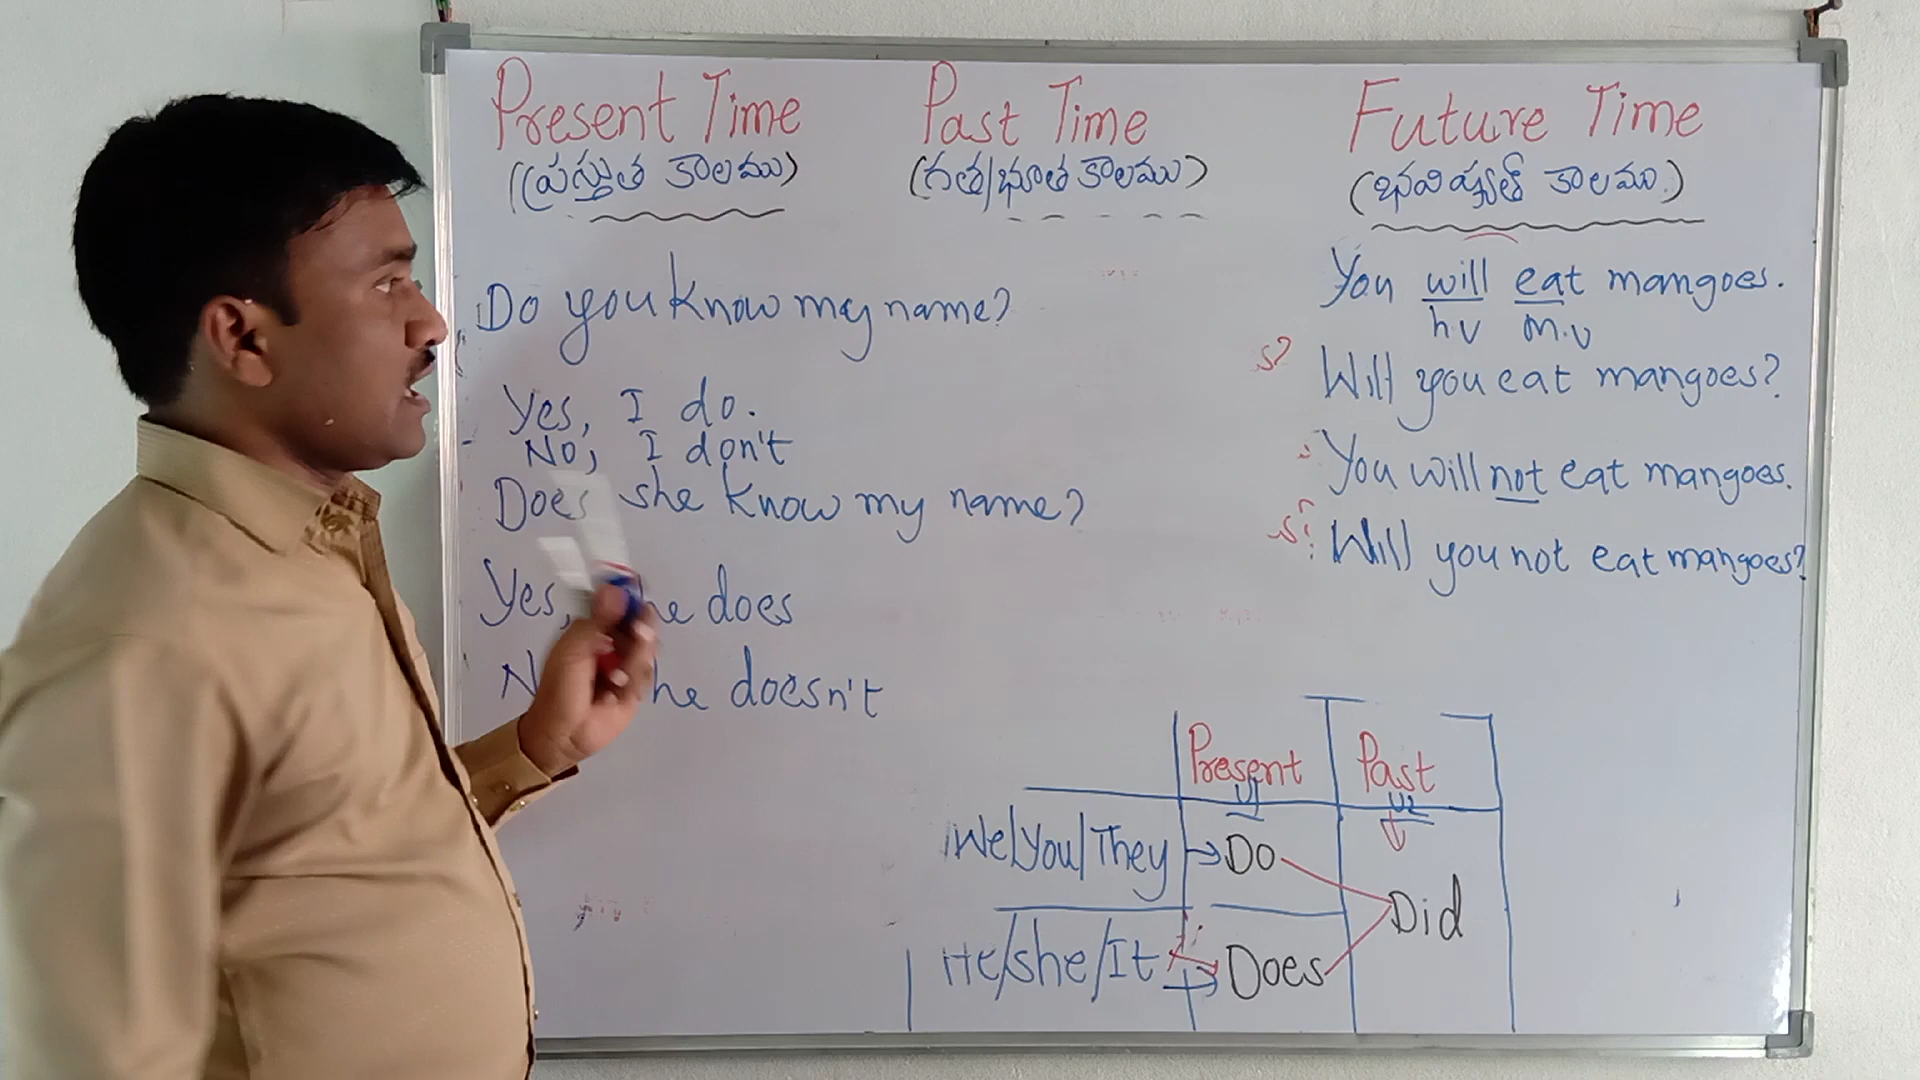 Present Time
(ప్రస్తుత కాలము)
Do you know my name?
Yes, I do.
No, I don't
Does she know my name?
Yes, she does
No, she doesn't
Past Time
(గత/భూత కాలము)
Future Time
(భవిష్యత్ కాలము)
You will eat mangoes.
h.v m.v
s? Will you eat mangoes?
You will not eat mangoes.
s? Will you not eat mangoes?
Present Past
V1 V2
We/You/They Do
Did
He/she/It Does